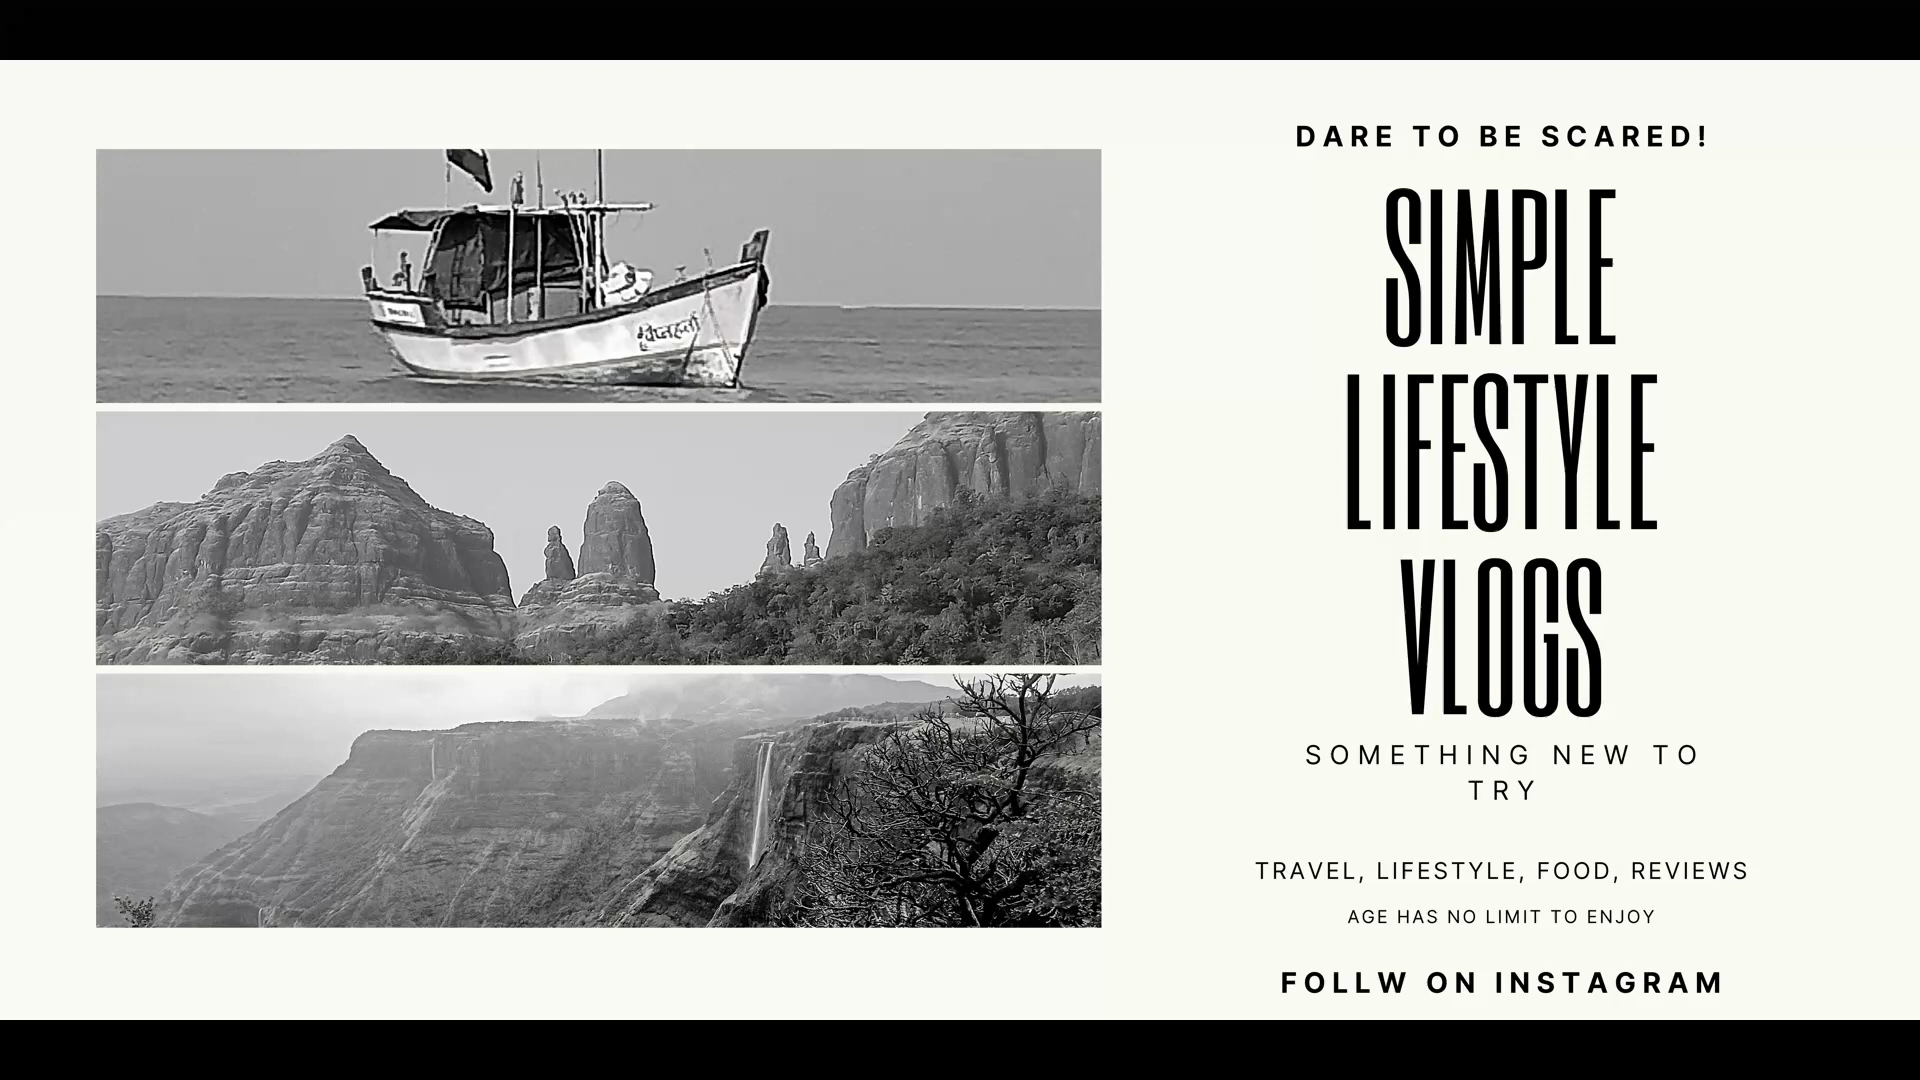 DARE TO BE SCARED!
SIMPLE
LIFESTYLE
VLOGS
SOMETHING NEW TO
TRY
TRAVEL, LIFESTYLE, FOOD, REVIEWS
AGE HAS NO LIMIT TO ENJOY
FOLLW ON INSTAGRAM